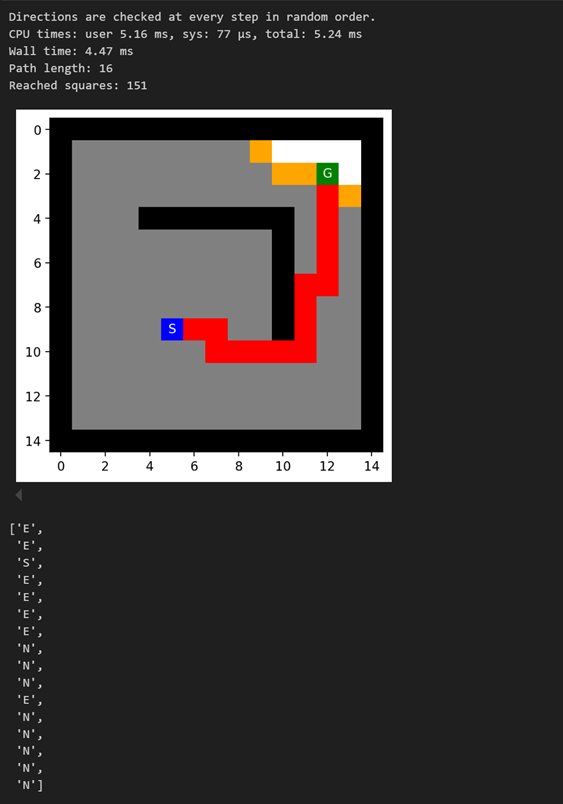 Directions are checked at every step in random order.
CPU times: user 5.16 ms, sys: 77 µs, total: 5.24 ms
Wall time: 4.47 ms
Path length: 16
Reached squares: 151
0
2
G
4
6
8
S
10
12
14
0 2 4 6 8 10 12 14
['E',
'E',
'S',
'E',
'E',
'E',
'E',
'N',
'N',
'N',
'E',
'N',
'N',
'N',
'N',
'N']